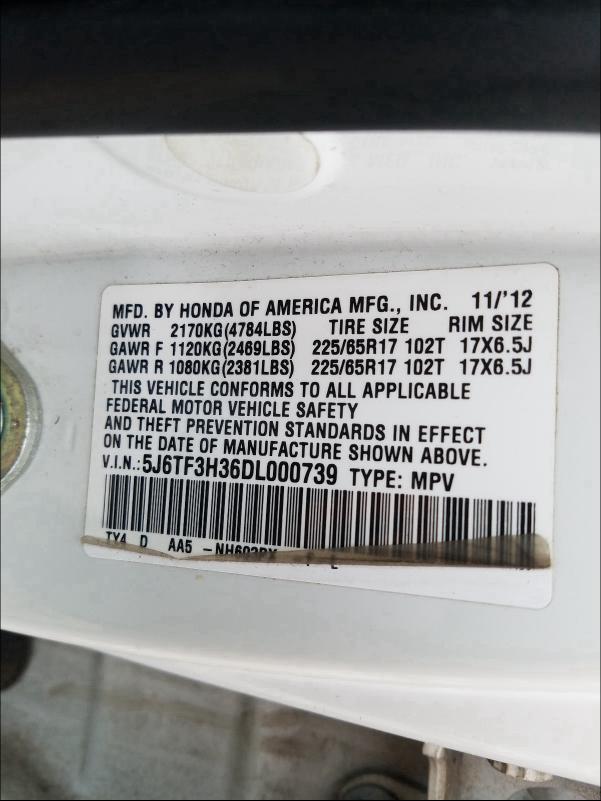 MFD. BY HONDA OF AMERICA MFG., INC. 11/'12
GVWR 2170KG(4784LBS) TIRE SIZE RIM SIZE
GAWR F 1120KG(2469LBS) 225/65R17 102T 17X6.5J
GAWR R 1080KG(2381LBS) 225/65R17 102T 17X6.5J
THIS VEHICLE CONFORMS TO ALL APPLICABLE
FEDERAL MOTOR VEHICLE SAFETY
AND THEFT PREVENTION STANDARDS IN EFFECT
ON THE DATE OF MANUFACTURE SHOWN ABOVE.
V.I.N.:5J6TF3H36DL000739 TYPE: MPV
TY4 D AA5